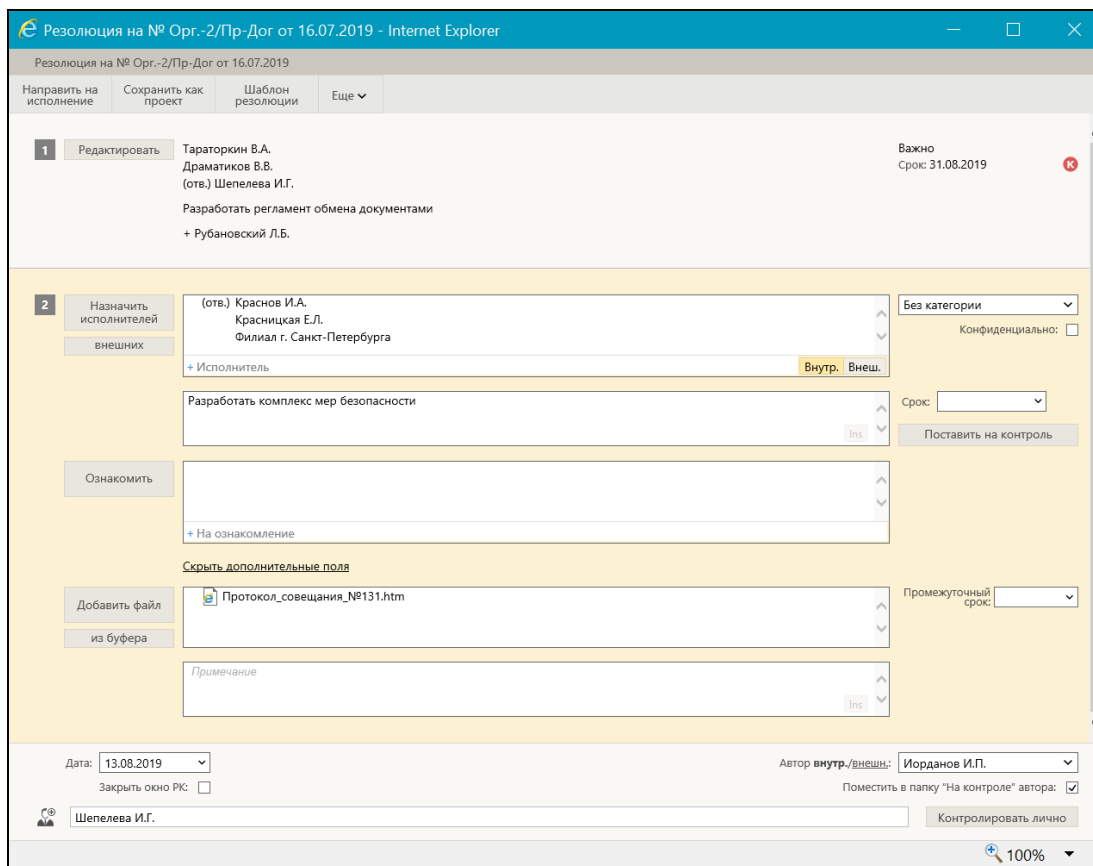 Резолюция на № Орг.-2/Пр-Дог от 16.07.2019 - Internet Explorer
Резолюция на № Орг.-2/Пр-Дог от 16.07.2019
Направить на исполнение
Сохранить как проект
Шаблон резолюции
Еще
1
Редактировать
Тараторкин В.А.
Драматиков В.В.
(отв.) Шепелева И.Г.
Разработать регламент обмена документами
+ Рубановский Л.Б.
Важно
Срок: 31.08.2019
К
2
Назначить исполнителей
внешних
(отв.) Краснов И.А.
Красницкая Е.Л.
Филиал г. Санкт-Петербурга
+ Исполнитель
Внутр. Внеш.
Без категории
Конфиденциально:
Разработать комплекс мер безопасности
Ins
Срок:
Поставить на контроль
Ознакомить
+ На ознакомление
Скрыть дополнительные поля
Добавить файл
из буфера
Протокол_совещания_№131.htm
Промежуточный срок:
Примечание
Ins
Дата: 13.08.2019
Автор внутр./внешн.: Иорданов И.П.
Закрыть окно РК:
Поместить в папку "На контроле" автора:
Шепелева И.Г.
Контролировать лично
100%